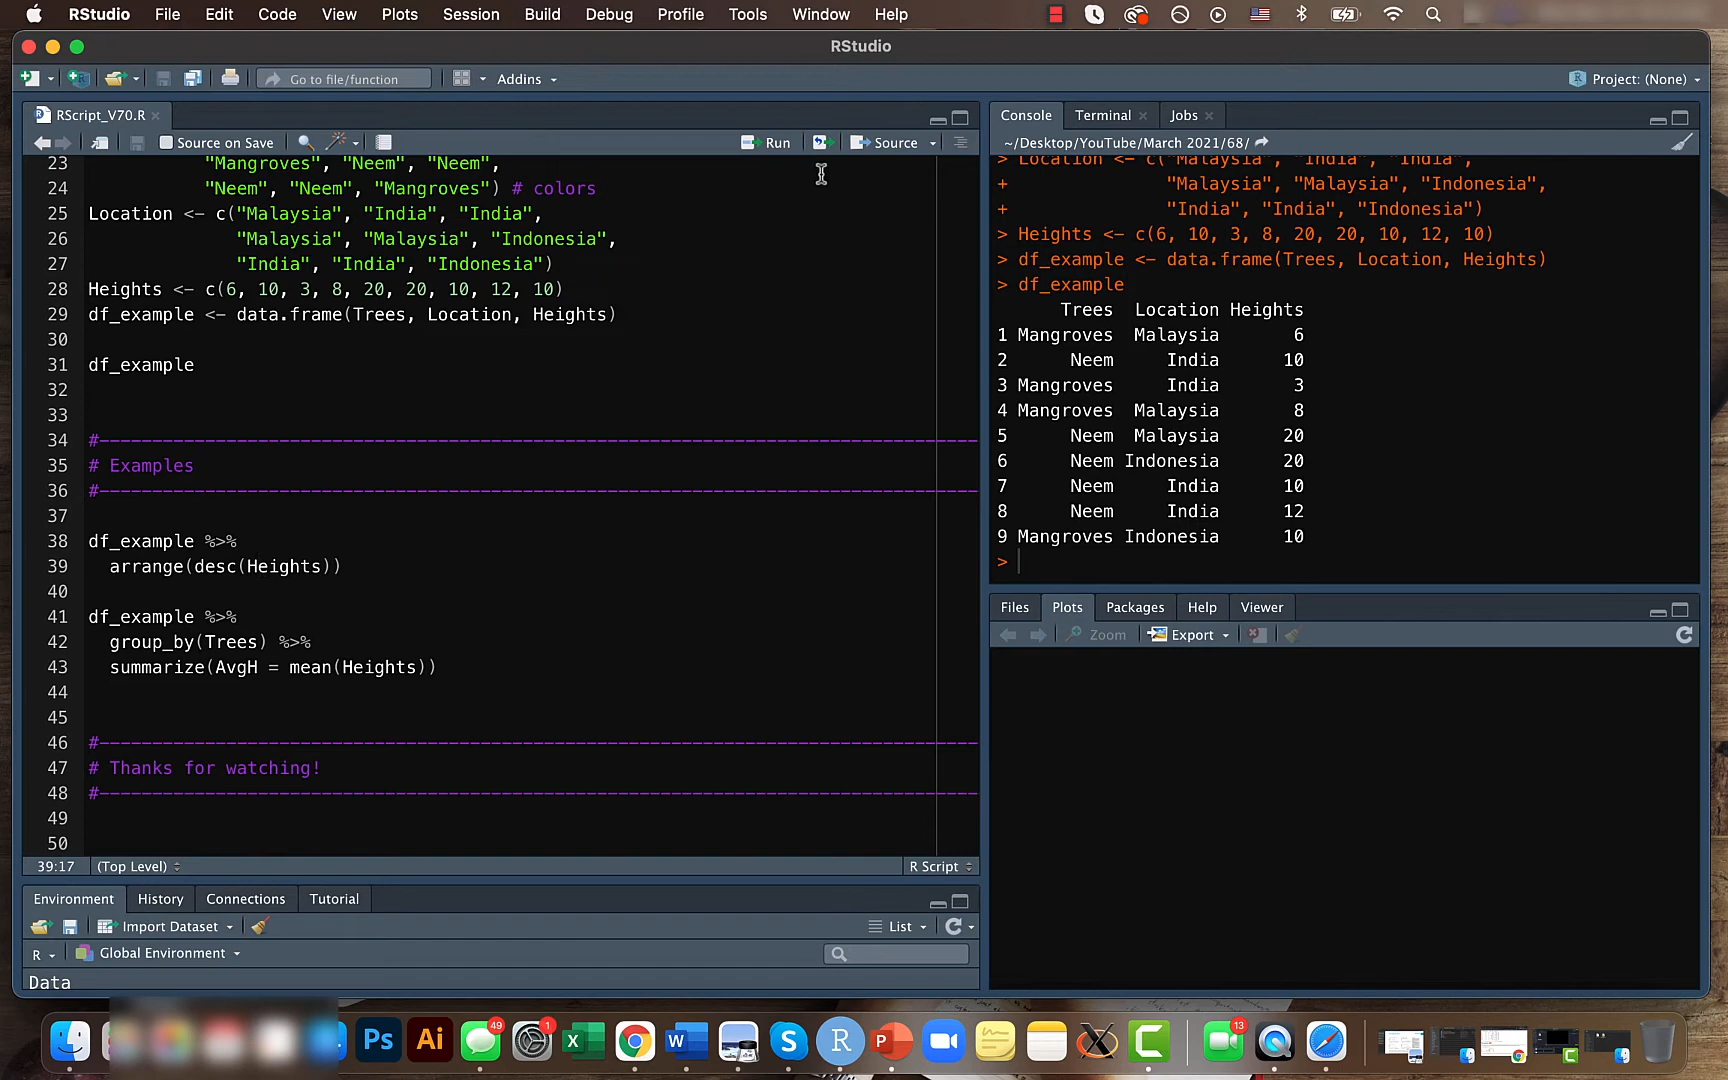 RStudio File Edit Code View Plots Session Build Debug Profile Tools Window Help
RStudio
Go to file/function Addins Project: (None)
RScript_V70.R
Source on Save Run Source
23 "Mangroves", "Neem", "Neem",
24 "Neem", "Neem", "Mangroves") # colors
25 Location <- c("Malaysia", "India", "India",
26 "Malaysia", "Malaysia", "Indonesia",
27 "India", "India", "Indonesia")
28 Heights <- c(6, 10, 3, 8, 20, 20, 10, 12, 10)
29 df_example <- data.frame(Trees, Location, Heights)
30
31 df_example
32
33
34 #------------------------------------------------------------------------------------
35 # Examples
36 #------------------------------------------------------------------------------------
37
38 df_example %>%
39 arrange(desc(Heights))
40
41 df_example %>%
42 group_by(Trees) %>%
43 summarize(AvgH = mean(Heights))
44
45
46 #------------------------------------------------------------------------------------
47 # Thanks for watching!
48 #------------------------------------------------------------------------------------
49
50
39:17 (Top Level) R Script
Environment History Connections Tutorial
Import Dataset List
R Global Environment
Data
Console Terminal Jobs
~/Desktop/YouTube/March 2021/68/
> Location <- c("Malaysia", "India", "India",
+ "Malaysia", "Malaysia", "Indonesia",
+ "India", "India", "Indonesia")
> Heights <- c(6, 10, 3, 8, 20, 20, 10, 12, 10)
> df_example <- data.frame(Trees, Location, Heights)
> df_example
Trees Location Heights
1 Mangroves Malaysia 6
2 Neem India 10
3 Mangroves India 3
4 Mangroves Malaysia 8
5 Neem Malaysia 20
6 Neem Indonesia 20
7 Neem India 10
8 Neem India 12
9 Mangroves Indonesia 10
>
Files Plots Packages Help Viewer
Zoom Export
Ps Ai 49 1 X W S R P 13